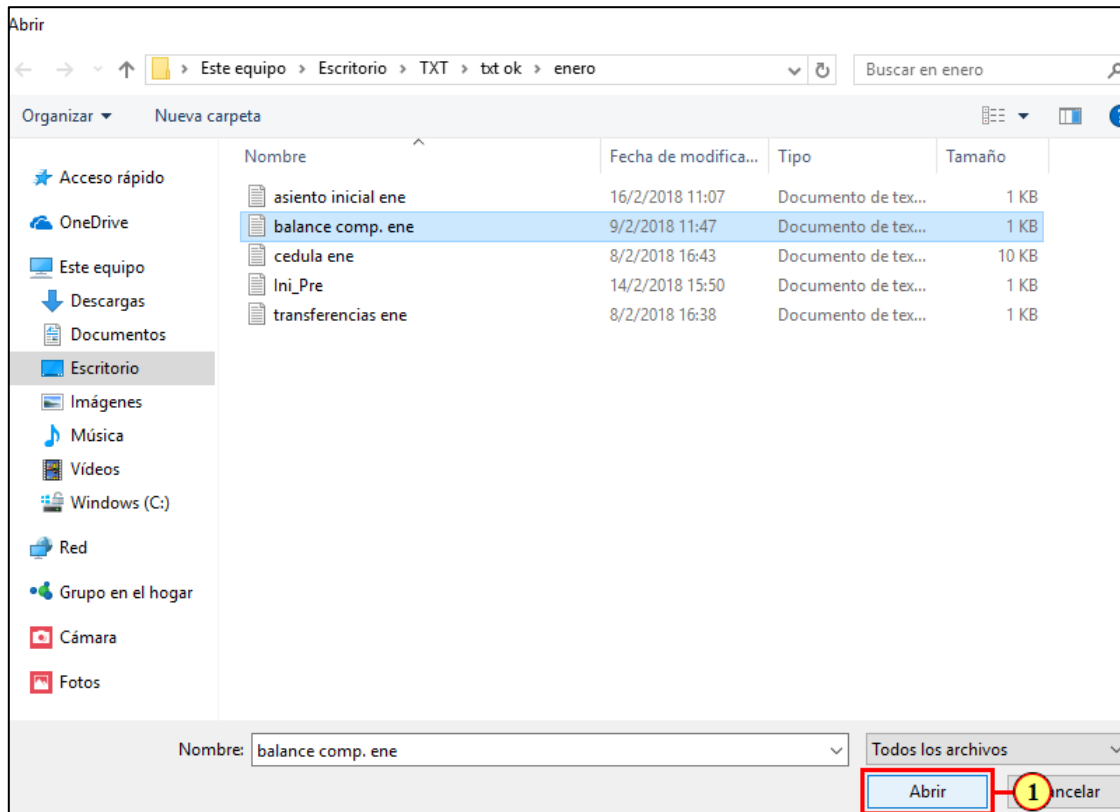 Abrir
Este equipo > Escritorio > TXT > txt ok > enero
Buscar en enero
Organizar
Nueva carpeta
Nombre
Fecha de modifica...
Tipo
Tamaño
Acceso rápido
OneDrive
Este equipo
Descargas
Documentos
Escritorio
Imágenes
Música
Vídeos
Windows (C:)
Red
Grupo en el hogar
Cámara
Fotos
asiento inicial ene 16/2/2018 11:07 Documento de tex... 1 KB
balance comp. ene 9/2/2018 11:47 Documento de tex... 1 KB
cedula ene 8/2/2018 16:43 Documento de tex... 10 KB
Ini_Pre 14/2/2018 15:50 Documento de tex... 1 KB
transferencias ene 8/2/2018 16:38 Documento de tex... 1 KB
Nombre: balance comp. ene
Todos los archivos
Abrir
1
ncelar